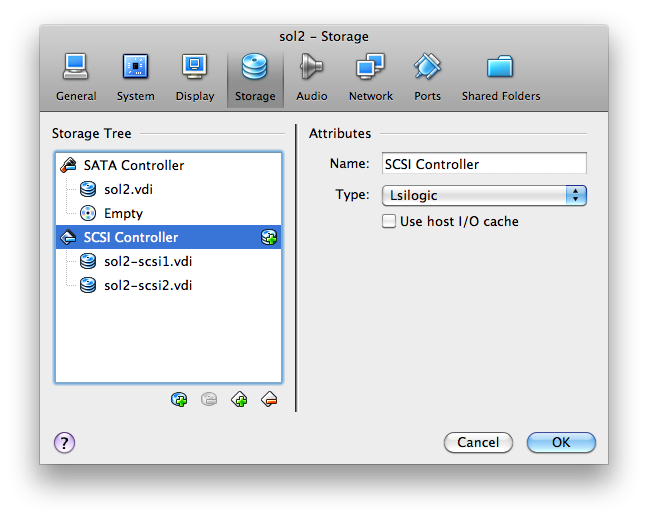 sol2 – Storage
General System Display Storage Audio Network Ports Shared Folders
Storage Tree
SATA Controller
sol2.vdi
Empty
SCSI Controller
sol2-scsi1.vdi
sol2-scsi2.vdi
Attributes
Name: SCSI Controller
Type: Lsilogic
Use host I/O cache
? Cancel OK